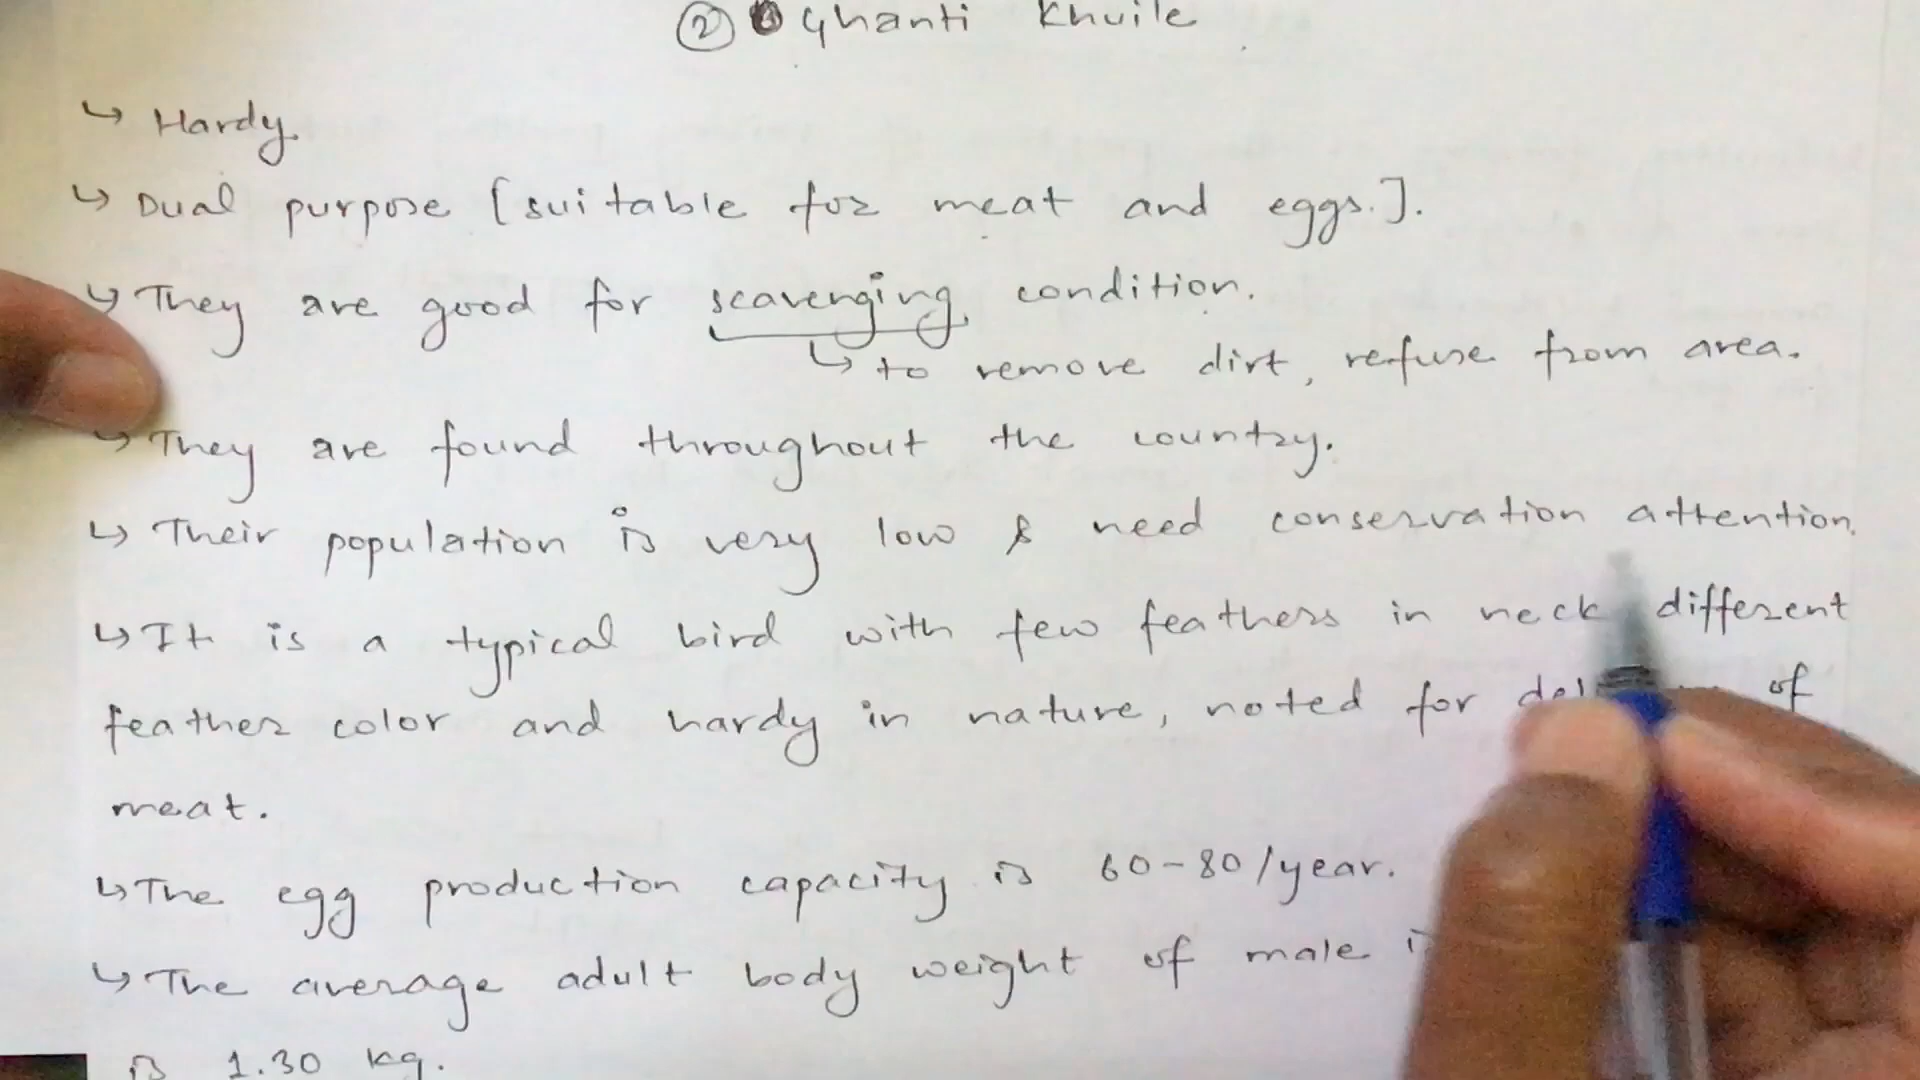 ② Ghanti Khuile
↳ Hardy
↳ Dual purpose [suitable for meat and eggs.].
↳ They are good for scavenging condition.
↳ to remove dirt, refuse from area.
↳ They are found throughout the country.
↳ Their population is very low & need conservation attention.
↳ It is a typical bird with few feathers in neck different
feather color and hardy in nature, noted for of
meat.
↳ The egg production capacity is 60-80/year.
↳ The average adult body weight of male
is 1.30 kg.